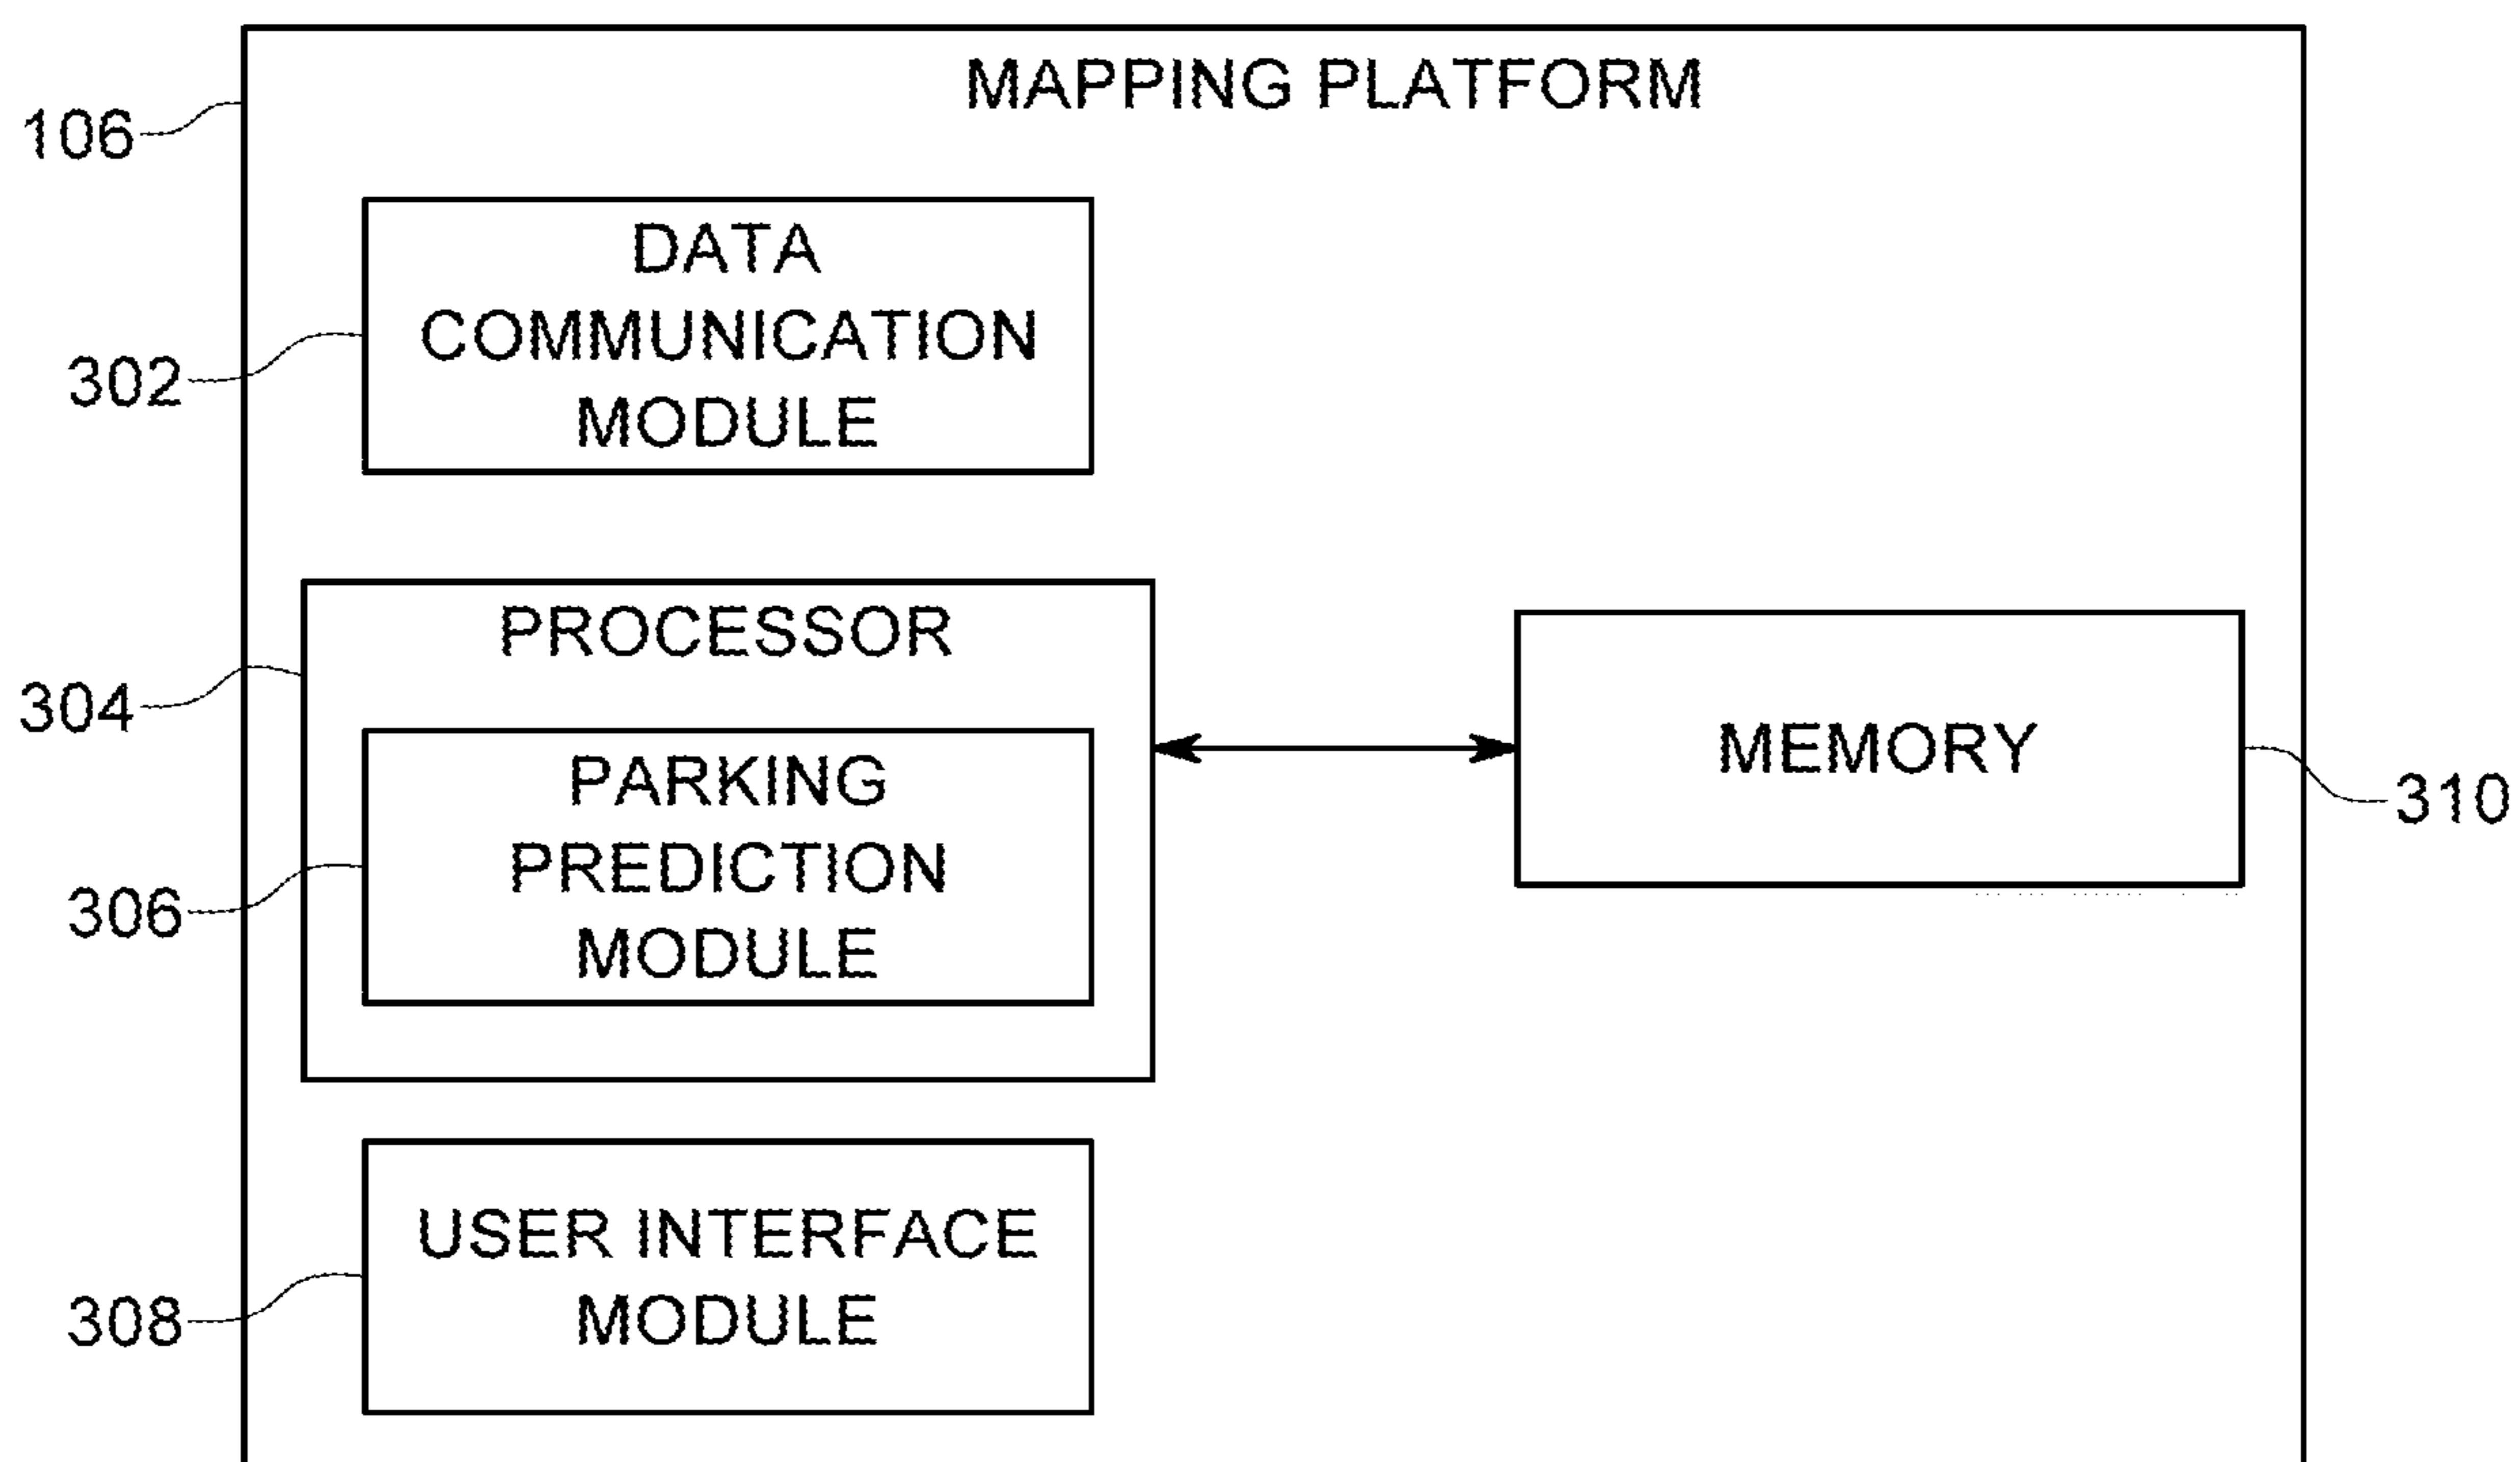 MAPPING PLATFORM
106
DATA
COMMUNICATION
MODULE
302
PROCESSOR
304
PARKING
PREDICTION
MODULE
306
MEMORY
310
USER INTERFACE
MODULE
308